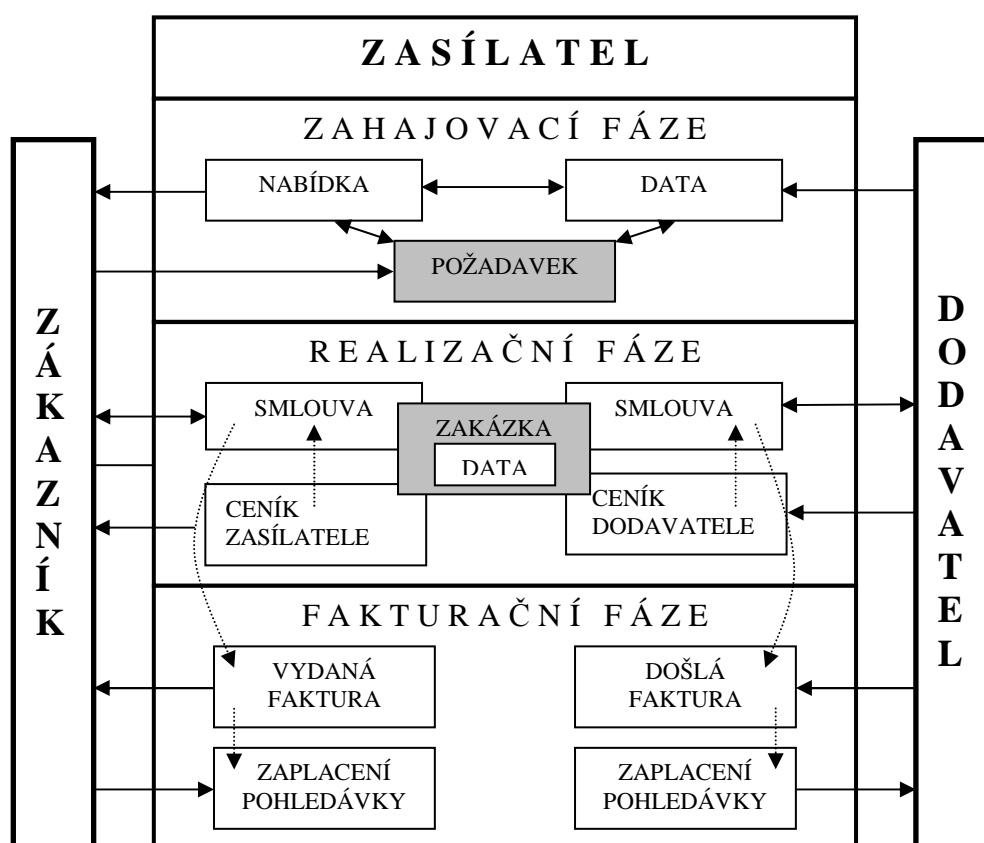 ZASÍLATEL
ZAHAJOVACÍ FÁZE
NABÍDKA
DATA
POŽADAVEK
ZÁKAZNÍK
DODAVATEL
REALIZAČNÍ FÁZE
SMLOUVA
SMLOUVA
ZAKÁZKA
DATA
CENÍK
ZASÍLATELE
CENÍK
DODAVATELE
FAKTURAČNÍ FÁZE
VYDANÁ
FAKTURA
DOŠLÁ
FAKTURA
ZAPLACENÍ
POHLEDÁVKY
ZAPLACENÍ
POHLEDÁVKY